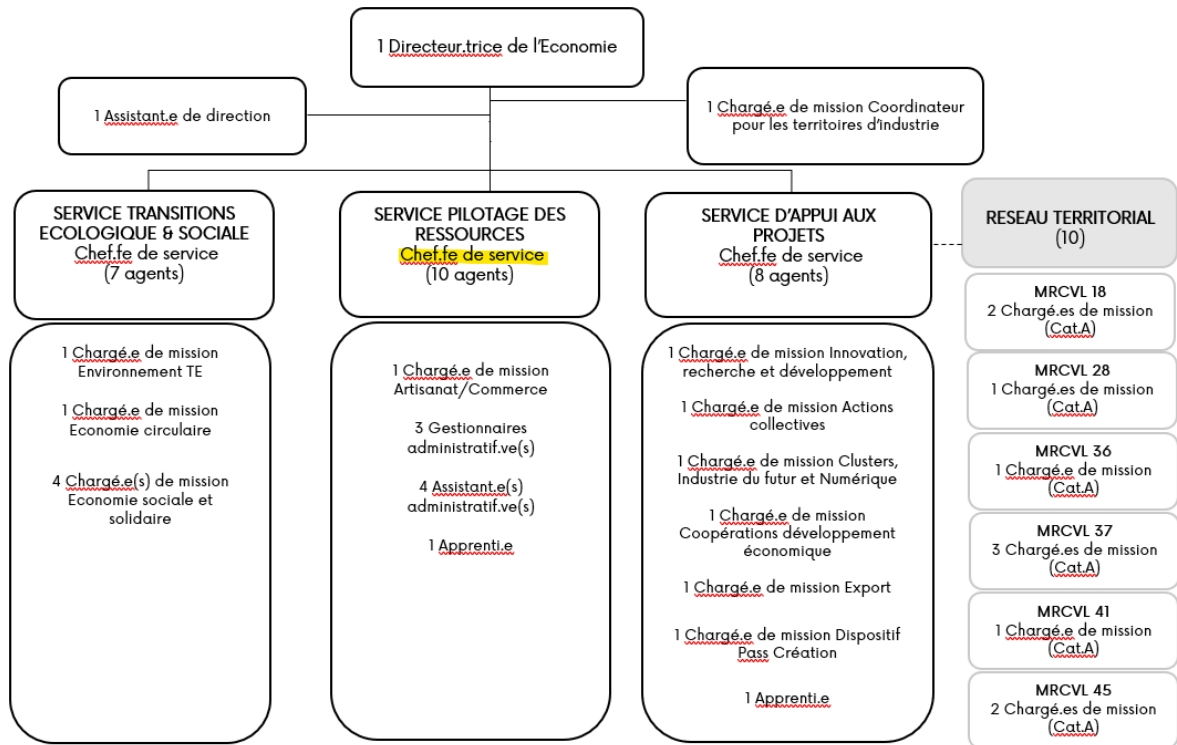 1 Directeur.trice de l'Economie
1 Assistant.e de direction
1 Chargé.e de mission Coordinateur
pour les territoires d'industrie
SERVICE TRANSITIONS
ECOLOGIQUE & SOCIALE
Chef.fe de service
(7 agents)
1 Chargé.e de mission
Environnement TE
1 Chargé.e de mission
Economie circulaire
4 Chargé.e(s) de mission
Economie sociale et
solidaire
SERVICE PILOTAGE DES
RESSOURCES
Chef.fe de service
(10 agents)
1 Chargé.e de mission
Artisanat/Commerce
3 Gestionnaires
administratif.ve(s)
4 Assistant.e(s)
administratif.ve(s)
1 Apprenti.e
SERVICE D'APPUI AUX
PROJETS
Chef.fe de service
(8 agents)
1 Chargé.e de mission Innovation,
recherche et développement
1 Chargé.e de mission Actions
collectives
1 Chargé.e de mission Clusters,
Industrie du futur et Numérique
1 Chargé.e de mission
Coopérations développement
économique
1 Chargé.e de mission Export
1 Chargé.e de mission Dispositif
Pass Création
1 Apprenti.e
RESEAU TERRITORIAL
(10)
MRCVL 18
2 Chargé.es de mission
(Cat.A)
MRCVL 28
1 Chargé.es de mission
(Cat.A)
MRCVL 36
1 Chargé.e de mission
(Cat.A)
MRCVL 37
3 Chargé.es de mission
(Cat.A)
MRCVL 41
1 Chargé.e de mission
(Cat.A)
MRCVL 45
2 Chargé.es de mission
(Cat.A)